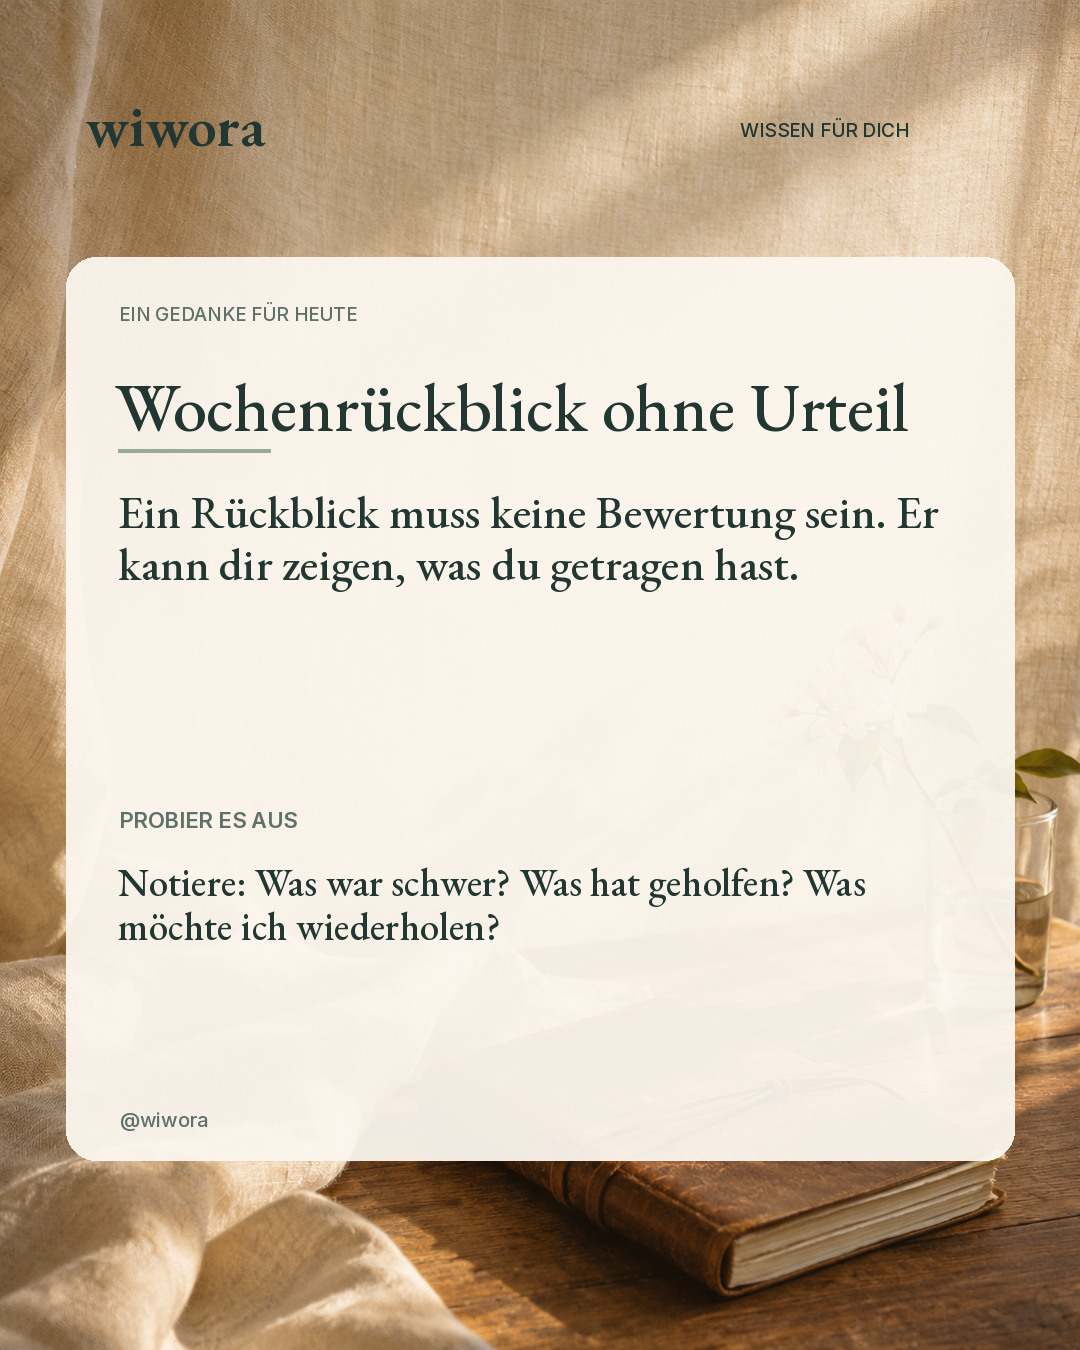 wiwora
WISSEN FÜR DICH
EIN GEDANKE FÜR HEUTE
Wochenrückblick ohne Urteil
Ein Rückblick muss keine Bewertung sein. Er
kann dir zeigen, was du getragen hast.
PROBIER ES AUS
Notiere: Was war schwer? Was hat geholfen? Was
möchte ich wiederholen?
@wiwora